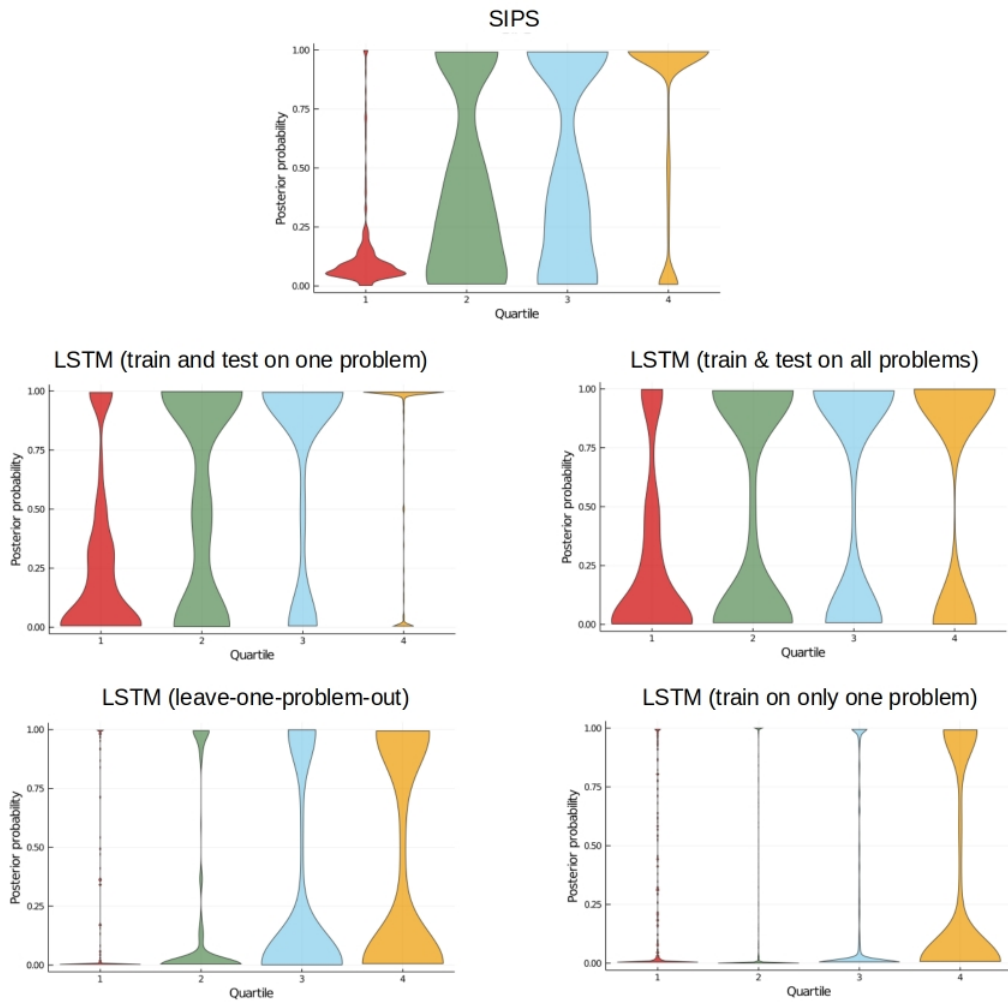 SIPS
Posterior probability
1.00
0.75
0.50
0.25
0.00
1 2 3 4
Quartile
LSTM (train and test on one problem)
Posterior probability
1.00
0.75
0.50
0.25
0.00
1 2 3 4
Quartile
LSTM (train & test on all problems)
Posterior probability
1.00
0.75
0.50
0.25
0.00
1 2 3 4
Quartile
LSTM (leave-one-problem-out)
Posterior probability
1.00
0.75
0.50
0.25
0.00
1 2 3 4
Quartile
LSTM (train on only one problem)
Posterior probability
1.00
0.75
0.50
0.25
0.00
1 2 3 4
Quartile